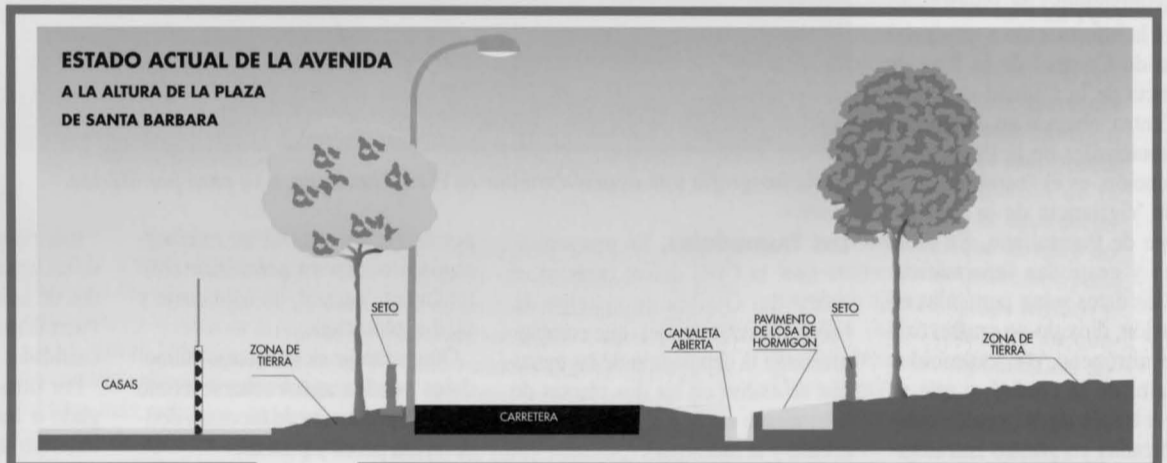 ESTADO ACTUAL DE LA AVENIDA
A LA ALTURA DE LA PLAZA
DE SANTA BARBARA
SETO
ZONA DE
TIERRA
CASAS
CARRETERA
CANALETA
ABIERTA
PAVIMENTO
DE LOSA DE
HORMIGON
SETO
ZONA DE
TIERRA